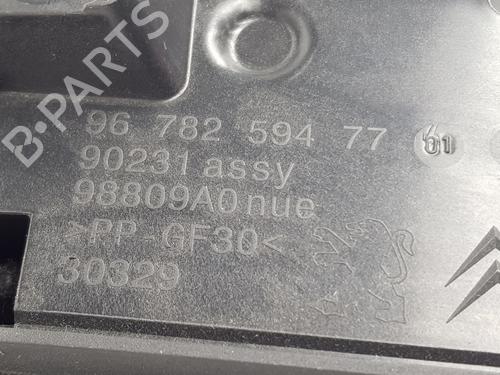 B-PARTS
96 782 594 77 01
90231 assy
98809A0 nue
>PP-GF30<
30329